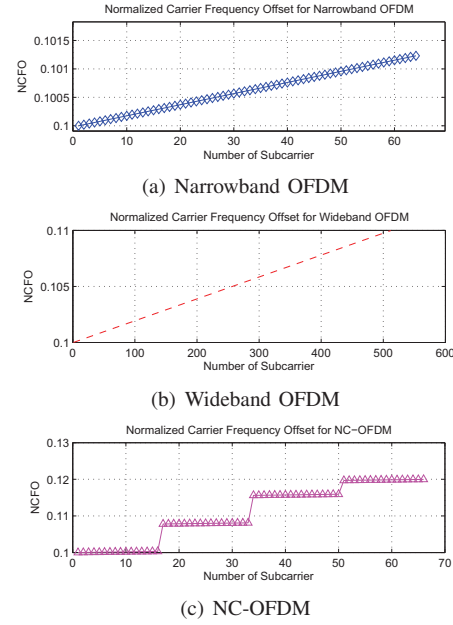 Normalized Carrier Frequency Offset for Narrowband OFDM
0.1015
0.101
0.1005
0.1
NCFO
0 10 20 30 40 50 60
Number of Subcarrier
(a) Narrowband OFDM
Normalized Carrier Frequency Offset for Wideband OFDM
0.11
0.105
0.1
NCFO
0 100 200 300 400 500 600
Number of Subcarrier
(b) Wideband OFDM
Normalized Carrier Frequency Offset for NC−OFDM
0.13
0.12
0.11
0.1
NCFO
0 10 20 30 40 50 60 70
Number of Subcarrier
(c) NC-OFDM